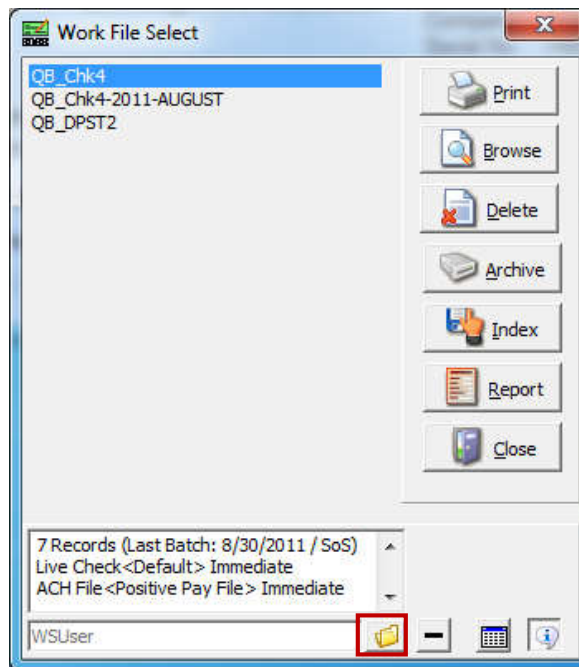 Work File Select
QB_Chk4
QB_Chk4-2011-AUGUST
QB_DPST2
Print
Browse
Delete
Archive
Index
Report
Close
7 Records (Last Batch: 8/30/2011 / SoS)
Live Check<Default> Immediate
ACH File<Positive Pay File> Immediate
WSUser